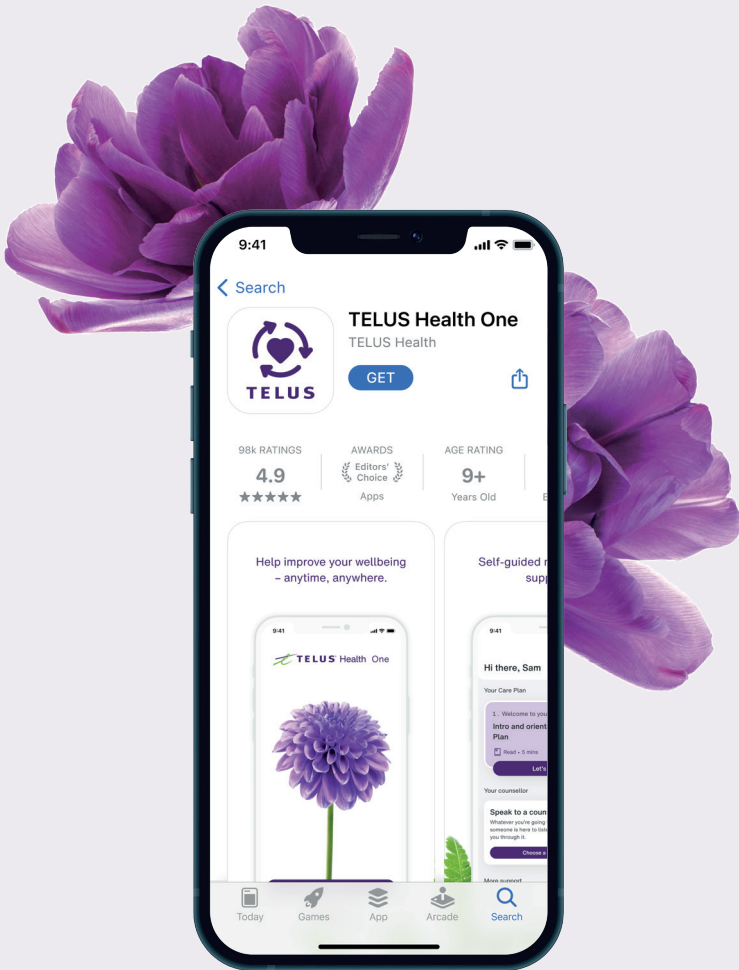 9:41
Search
TELUS Health One
TELUS Health
GET
TELUS
98k RATINGS
4.9
AWARDS
Editors'
Choice
Apps
AGE RATING
9+
Years Old
E
Help improve your wellbeing
– anytime, anywhere.
9:41
TELUS Health One
Self-guided
9:41
Hi there, Sam
Your Care Plan
1. Welcome to you
Intro and orient
Plan
Read • 5 mins
Let's
Your counsellor
Speak to a coun
Whatever you're going
someone is here to liste
you through it.
Choose a
More support
Today
Games
App
Arcade
Search